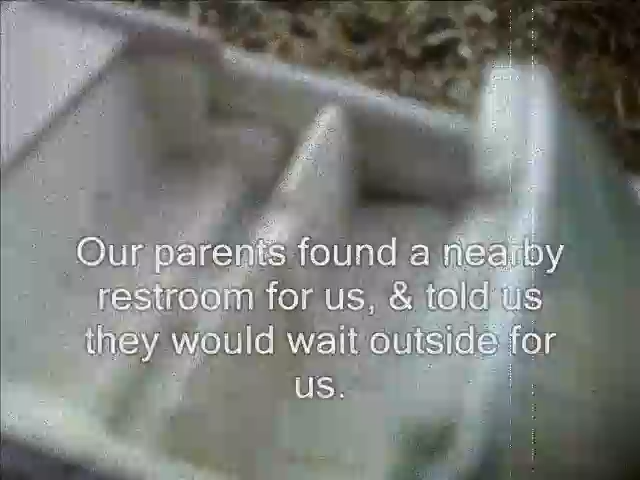 Our parents found a nearby
restroom for us, & told us
they would wait outside for
us.